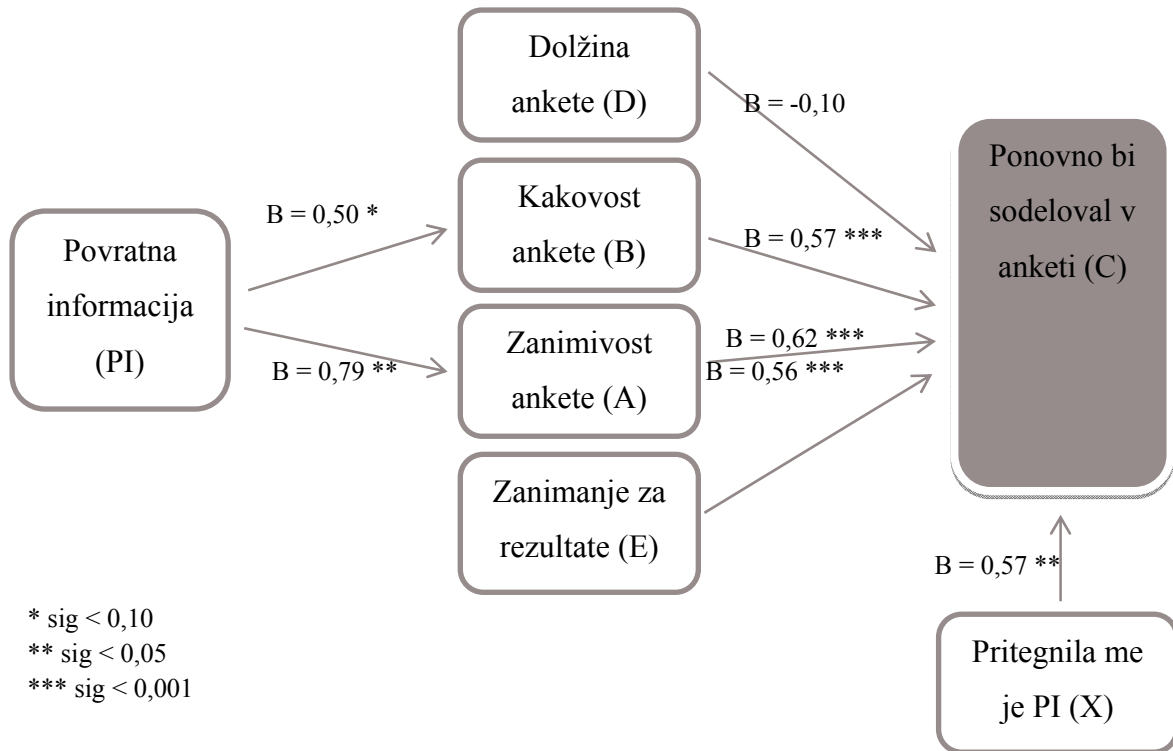 Dolžina
ankete (D)
B = -0,10
Ponovno bi
sodeloval v
anketi (C)
Kakovost
ankete (B)
B = 0,50 *
B = 0,57 ***
Povratna
informacija
(PI)
B = 0,79 **
Zanimivost
ankete (A)
B = 0,62 ***
B = 0,56 ***
Zanimanje za
rezultate (E)
B = 0,57 **
Pritegnila me
je PI (X)
* sig < 0,10
** sig < 0,05
*** sig < 0,001